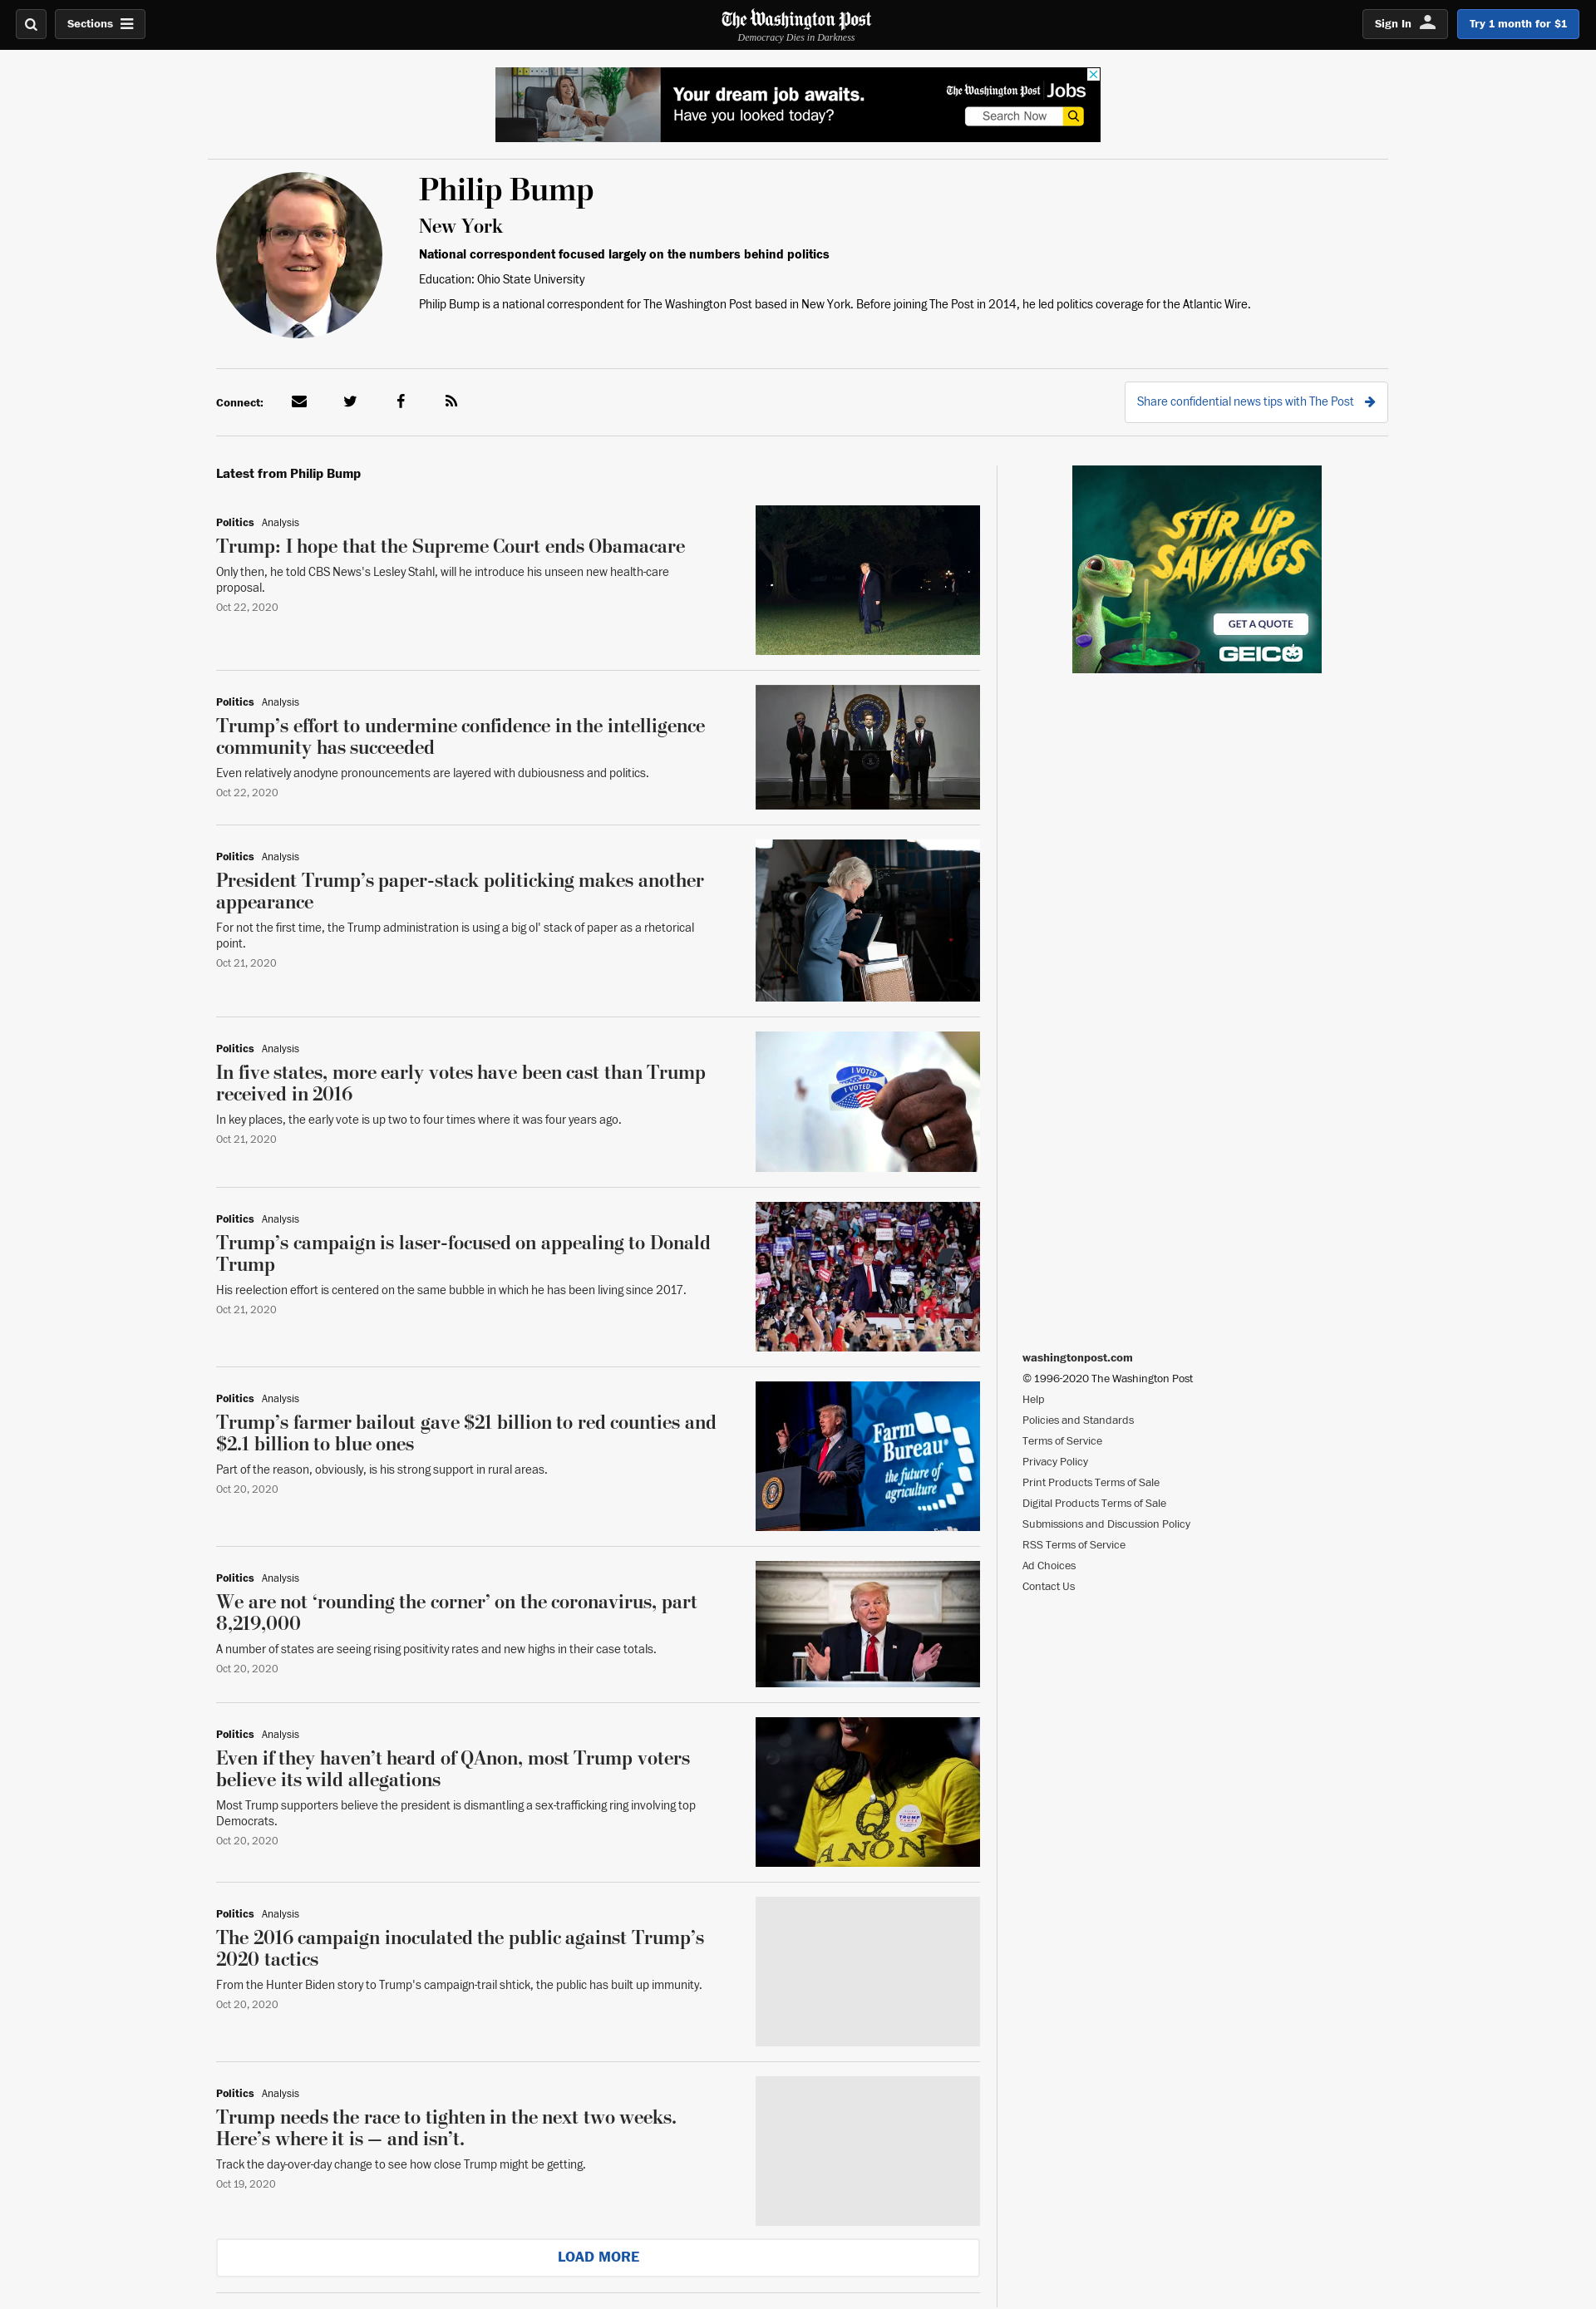 Sections
The Washington Post
Democracy Dies in Darkness
Sign In
Try 1 month for $1
Your dream job awaits.
Have you looked today?
The Washington Post Jobs
Search Now
Philip Bump
New York
National correspondent focused largely on the numbers behind politics
Education: Ohio State University
Philip Bump is a national correspondent for The Washington Post based in New York. Before joining The Post in 2014, he led politics coverage for the Atlantic Wire.
Connect:
Share confidential news tips with The Post
Latest from Philip Bump
Politics Analysis
Trump: I hope that the Supreme Court ends Obamacare
Only then, he told CBS News's Lesley Stahl, will he introduce his unseen new health-care
proposal.
Oct 22, 2020
Politics Analysis
Trump’s effort to undermine confidence in the intelligence
community has succeeded
Even relatively anodyne pronouncements are layered with dubiousness and politics.
Oct 22, 2020
Politics Analysis
President Trump’s paper-stack politicking makes another
appearance
For not the first time, the Trump administration is using a big ol' stack of paper as a rhetorical
point.
Oct 21, 2020
Politics Analysis
In five states, more early votes have been cast than Trump
received in 2016
In key places, the early vote is up two to four times where it was four years ago.
Oct 21, 2020
I VOTED
I VOTED
Politics Analysis
Trump’s campaign is laser-focused on appealing to Donald
Trump
His reelection effort is centered on the same bubble in which he has been living since 2017.
Oct 21, 2020
Politics Analysis
Trump’s farmer bailout gave $21 billion to red counties and
$2.1 billion to blue ones
Part of the reason, obviously, is his strong support in rural areas.
Oct 20, 2020
Farm
Bureau®
the future of
agriculture
Politics Analysis
We are not ‘rounding the corner’ on the coronavirus, part
8,219,000
A number of states are seeing rising positivity rates and new highs in their case totals.
Oct 20, 2020
Politics Analysis
Even if they haven’t heard of QAnon, most Trump voters
believe its wild allegations
Most Trump supporters believe the president is dismantling a sex-trafficking ring involving top
Democrats.
Oct 20, 2020
Q
ANON
TRUMP
Politics Analysis
The 2016 campaign inoculated the public against Trump’s
2020 tactics
From the Hunter Biden story to Trump's campaign-trail shtick, the public has built up immunity.
Oct 20, 2020
Politics Analysis
Trump needs the race to tighten in the next two weeks.
Here’s where it is — and isn’t.
Track the day-over-day change to see how close Trump might be getting.
Oct 19, 2020
LOAD MORE
STIR UP
SAVINGS
GET A QUOTE
GEICO
washingtonpost.com
© 1996-2020 The Washington Post
Help
Policies and Standards
Terms of Service
Privacy Policy
Print Products Terms of Sale
Digital Products Terms of Sale
Submissions and Discussion Policy
RSS Terms of Service
Ad Choices
Contact Us